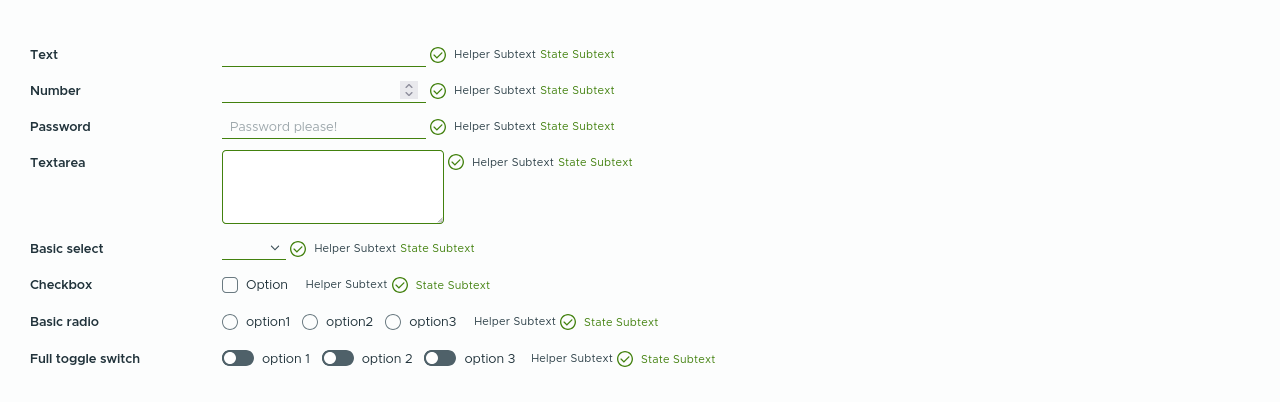 Text Helper Subtext State Subtext
Number Helper Subtext State Subtext
Password Password please! Helper Subtext State Subtext
Textarea Helper Subtext State Subtext
Basic select Helper Subtext State Subtext
Checkbox Option Helper Subtext State Subtext
Basic radio option1 option2 option3 Helper Subtext State Subtext
Full toggle switch option 1 option 2 option 3 Helper Subtext State Subtext